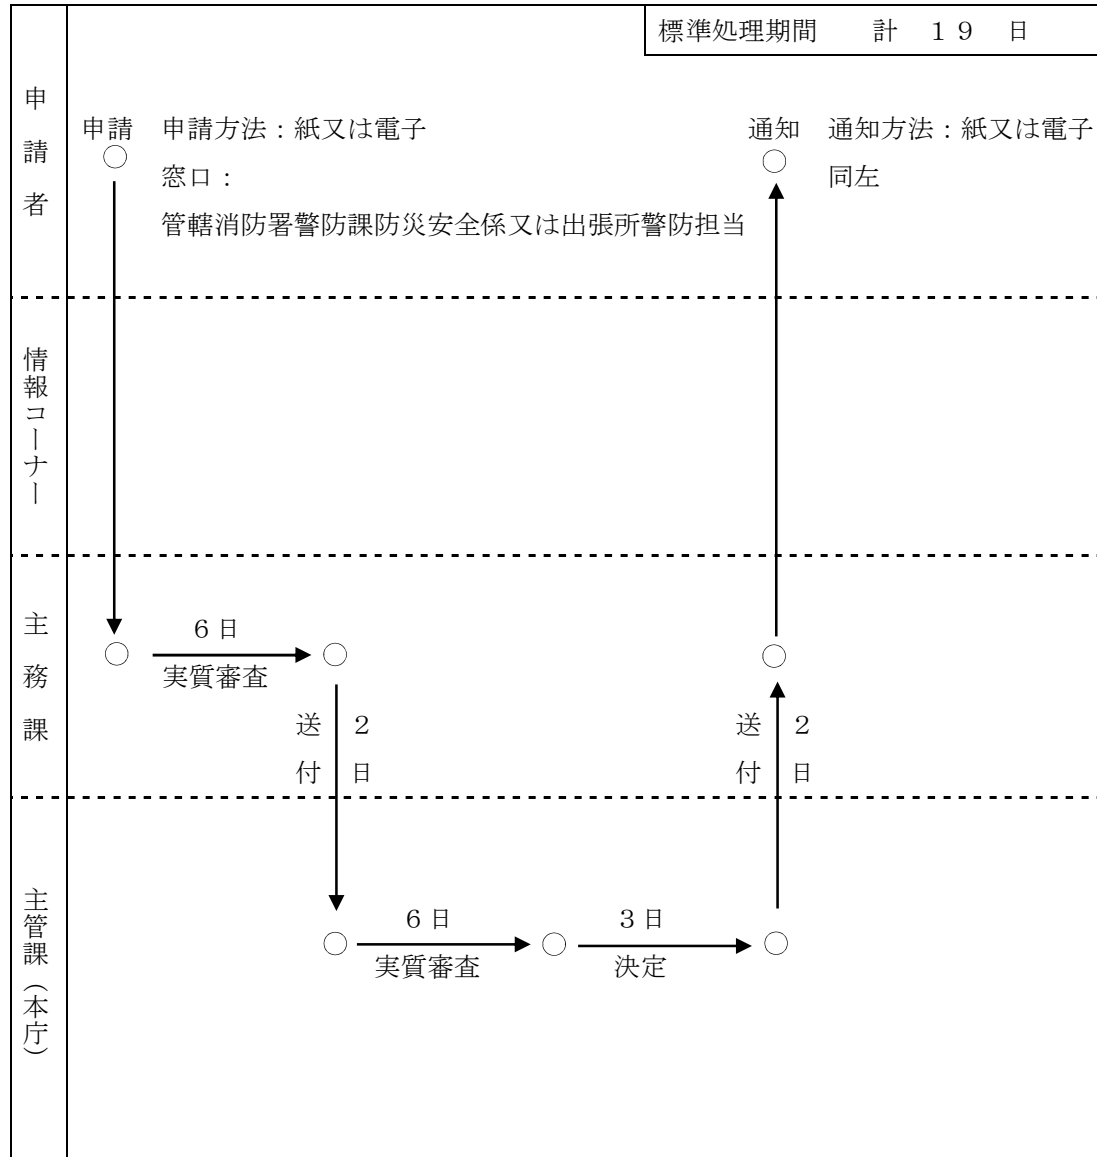 標準処理期間　計　１９　日
申請者
申請　申請方法：紙又は電子
窓口：
管轄消防署警防課防災安全係又は出張所警防担当
通知　通知方法：紙又は電子
同左
情報コーナー
主務課
６日
実質審査
送付
２日
送付
２日
主管課（本庁）
６日
実質審査
３日
決定